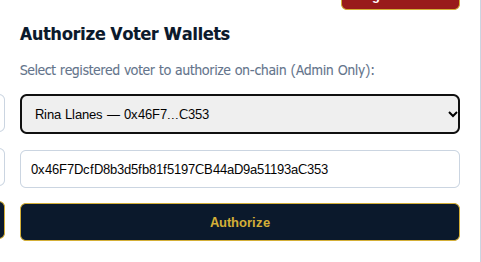 Authorize Voter Wallets
Select registered voter to authorize on-chain (Admin Only):
Rina Llanes — 0x46F7...C353
0x46F7DcfD8b3d5fb81f5197CB44aD9a51193aC353
Authorize